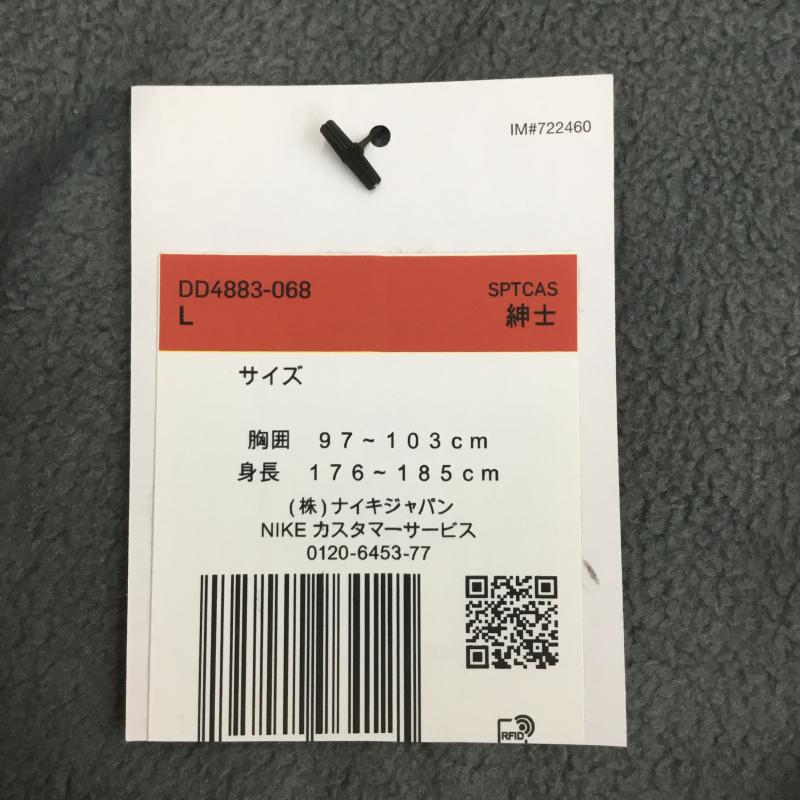 IM#722460
DD4883-068
SPTCAS
L
紳士
サイズ
胸囲 97~103cm
身長 176~185cm
(株)ナイキジャパン
NIKE カスタマーサービス
0120-6453-77
RFID